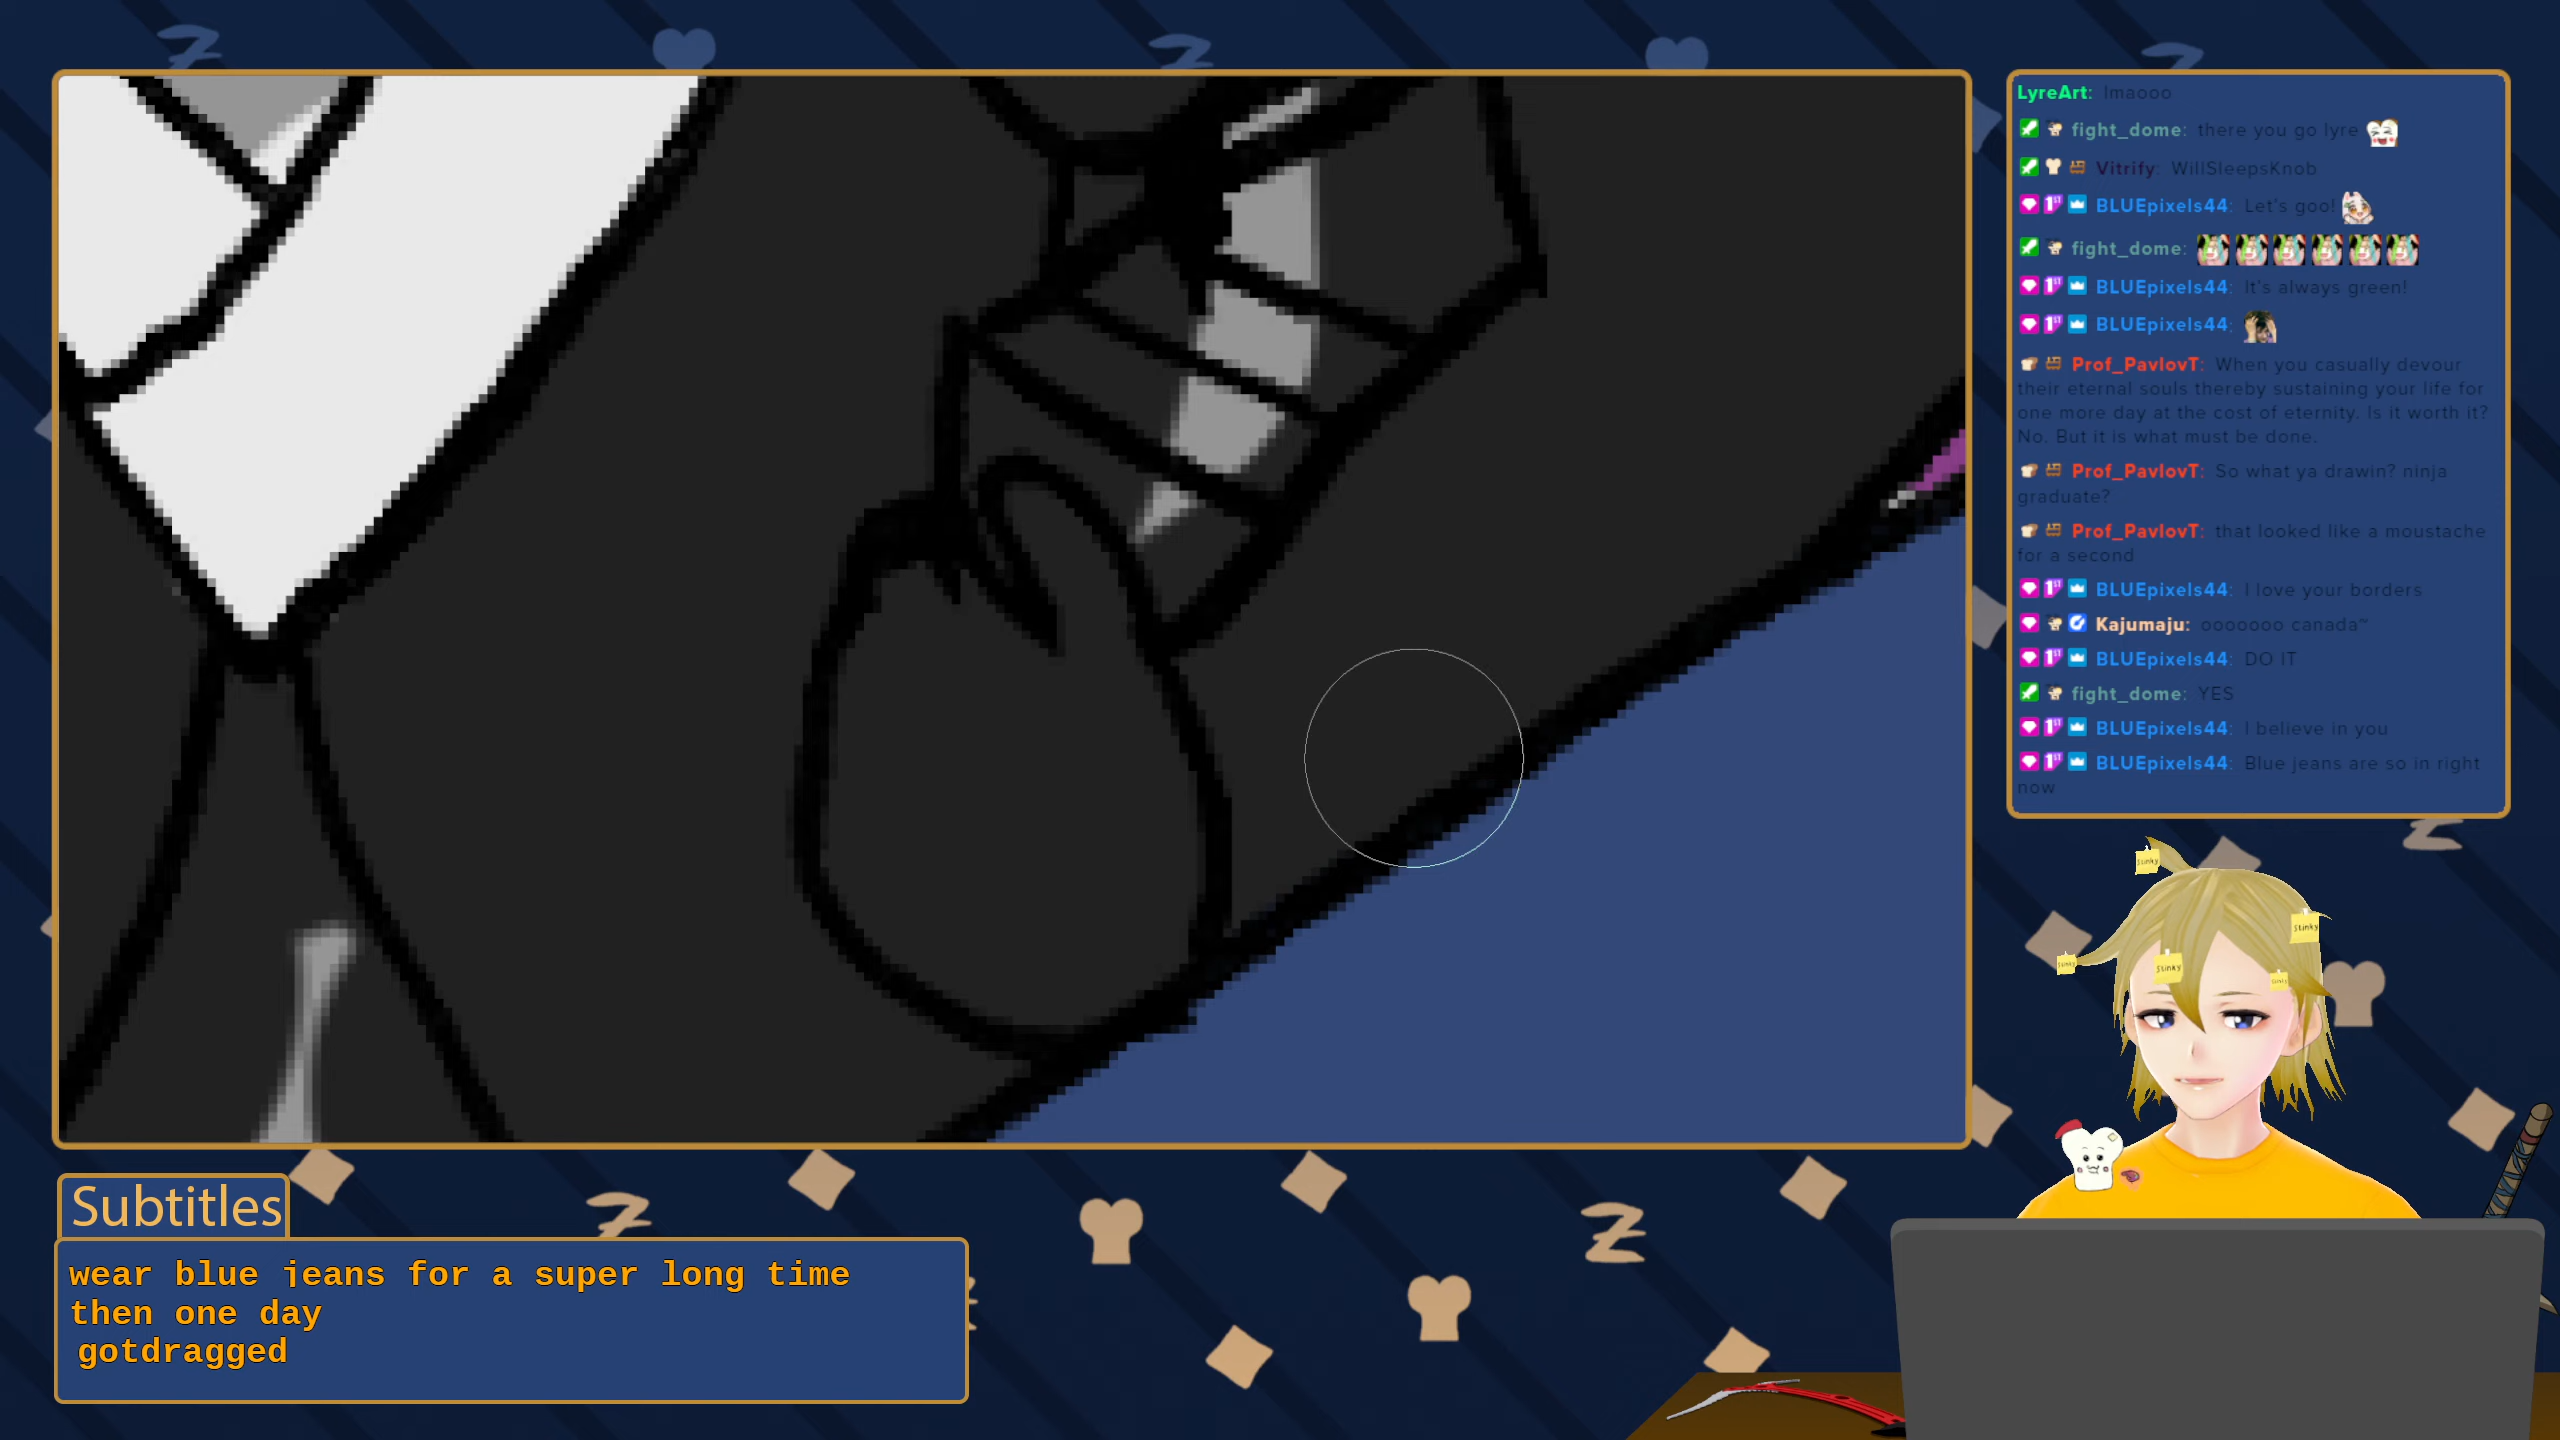 LyreArt: lmaooo
fight_dome: there you go lyre
Vitrify: WillSleepsKnob
BLUEpixels44: Let's goo!
fight_dome:
BLUEpixels44: It's always green!
BLUEpixels44:
Prof_PavlovT: When you casually devour
their eternal souls thereby sustaining your life for
one more day at the cost of eternity. Is it worth it?
No. But it is what must be done.
Prof_PavlovT: So what ya drawin? ninja
graduate?
Prof_PavlovT: that looked like a moustache
for a second
BLUEpixels44: I love your borders
Kajumaju: ooooooo canada~
BLUEpixels44: DO IT
fight_dome: YES
BLUEpixels44: I believe in you
BLUEpixels44: Blue jeans are so in right
now
Stinky
Stinky
Stinky
Stinky
Subtitles
wear blue jeans for a super long time
then one day
gotdragged